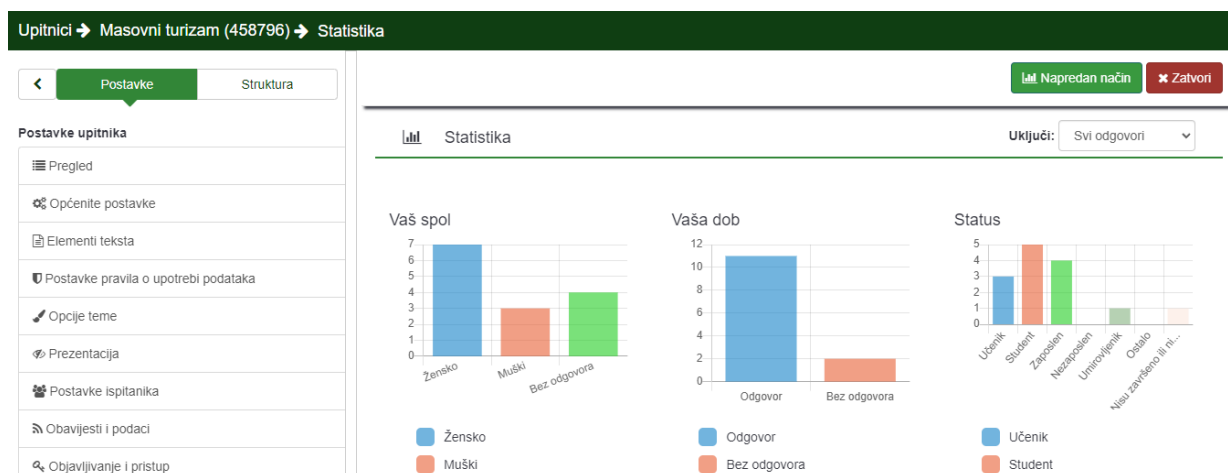 Upitnici Masovni turizam (458796) Statistika
Postavke Struktura
Napredan način Zatvori
Postavke upitnika
Pregled
Općenite postavke
Elementi teksta
Postavke pravila o upotrebi podataka
Opcije teme
Prezentacija
Postavke ispitanika
Obavijesti i podaci
Objavljivanje i pristup
Statistika
Uključi: Svi odgovori
Vaš spol
7
6
5
4
3
2
1
0
Žensko Muški Bez odgovora
Žensko
Muški
Vaša dob
12
10
8
6
4
2
0
Odgovor Bez odgovora
Odgovor
Bez odgovora
Status
5
4
3
2
1
0
Učenik Student Zaposlen Nezaposlen Umirovljenik Ostalo Nisu završeno ili ni...
Učenik
Student